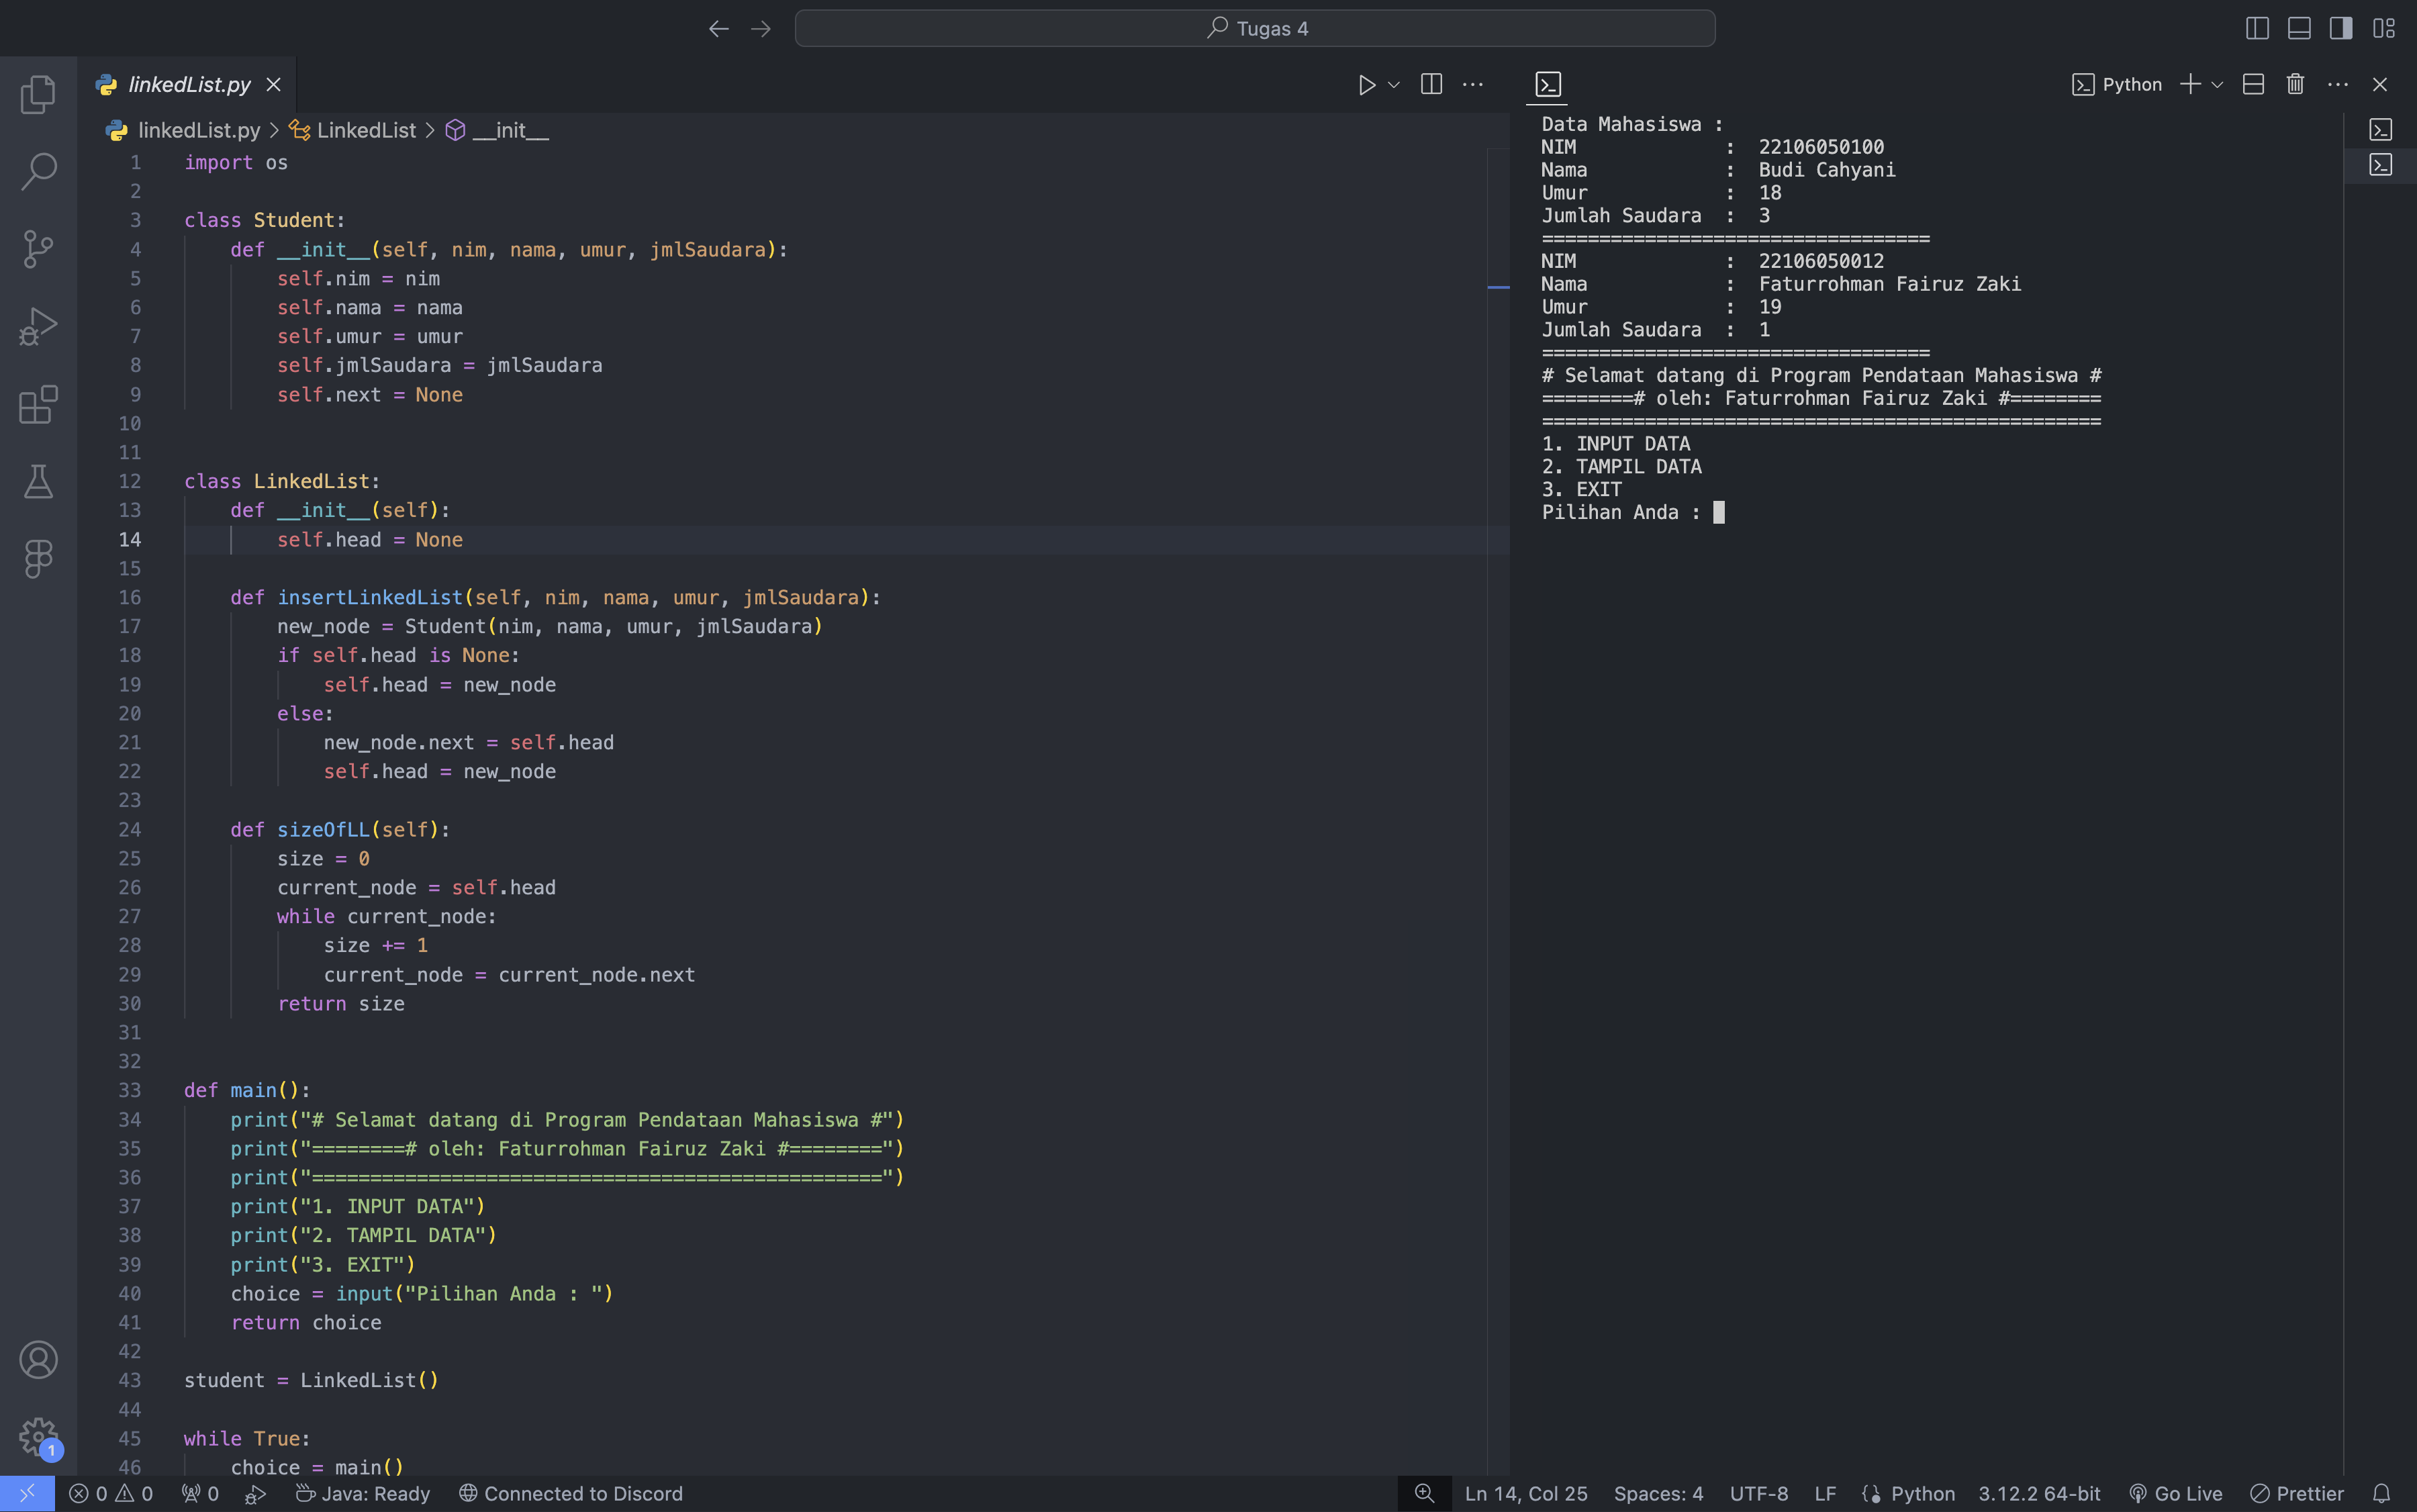 Tugas 4
linkedList.py
linkedList.py > LinkedList > __init__
1 import os
2
3 class Student:
4 def __init__(self, nim, nama, umur, jmlSaudara):
5 self.nim = nim
6 self.nama = nama
7 self.umur = umur
8 self.jmlSaudara = jmlSaudara
9 self.next = None
10
11
12 class LinkedList:
13 def __init__(self):
14 self.head = None
15
16 def insertLinkedList(self, nim, nama, umur, jmlSaudara):
17 new_node = Student(nim, nama, umur, jmlSaudara)
18 if self.head is None:
19 self.head = new_node
20 else:
21 new_node.next = self.head
22 self.head = new_node
23
24 def sizeOfLL(self):
25 size = 0
26 current_node = self.head
27 while current_node:
28 size += 1
29 current_node = current_node.next
30 return size
31
32
33 def main():
34 print("# Selamat datang di Program Pendataan Mahasiswa #")
35 print("========# oleh: Faturrohman Fairuz Zaki #========")
36 print("=================================================")
37 print("1. INPUT DATA")
38 print("2. TAMPIL DATA")
39 print("3. EXIT")
40 choice = input("Pilihan Anda : ")
41 return choice
42
43 student = LinkedList()
44
45 while True:
46 choice = main()
Python
Data Mahasiswa :
NIM : 22106050100
Nama : Budi Cahyani
Umur : 18
Jumlah Saudara : 3
==================================
NIM : 22106050012
Nama : Faturrohman Fairuz Zaki
Umur : 19
Jumlah Saudara : 1
==================================
# Selamat datang di Program Pendataan Mahasiswa #
========# oleh: Faturrohman Fairuz Zaki #========
=================================================
1. INPUT DATA
2. TAMPIL DATA
3. EXIT
Pilihan Anda :
1
0 0 0 Java: Ready Connected to Discord Ln 14, Col 25 Spaces: 4 UTF-8 LF Python 3.12.2 64-bit Go Live Prettier